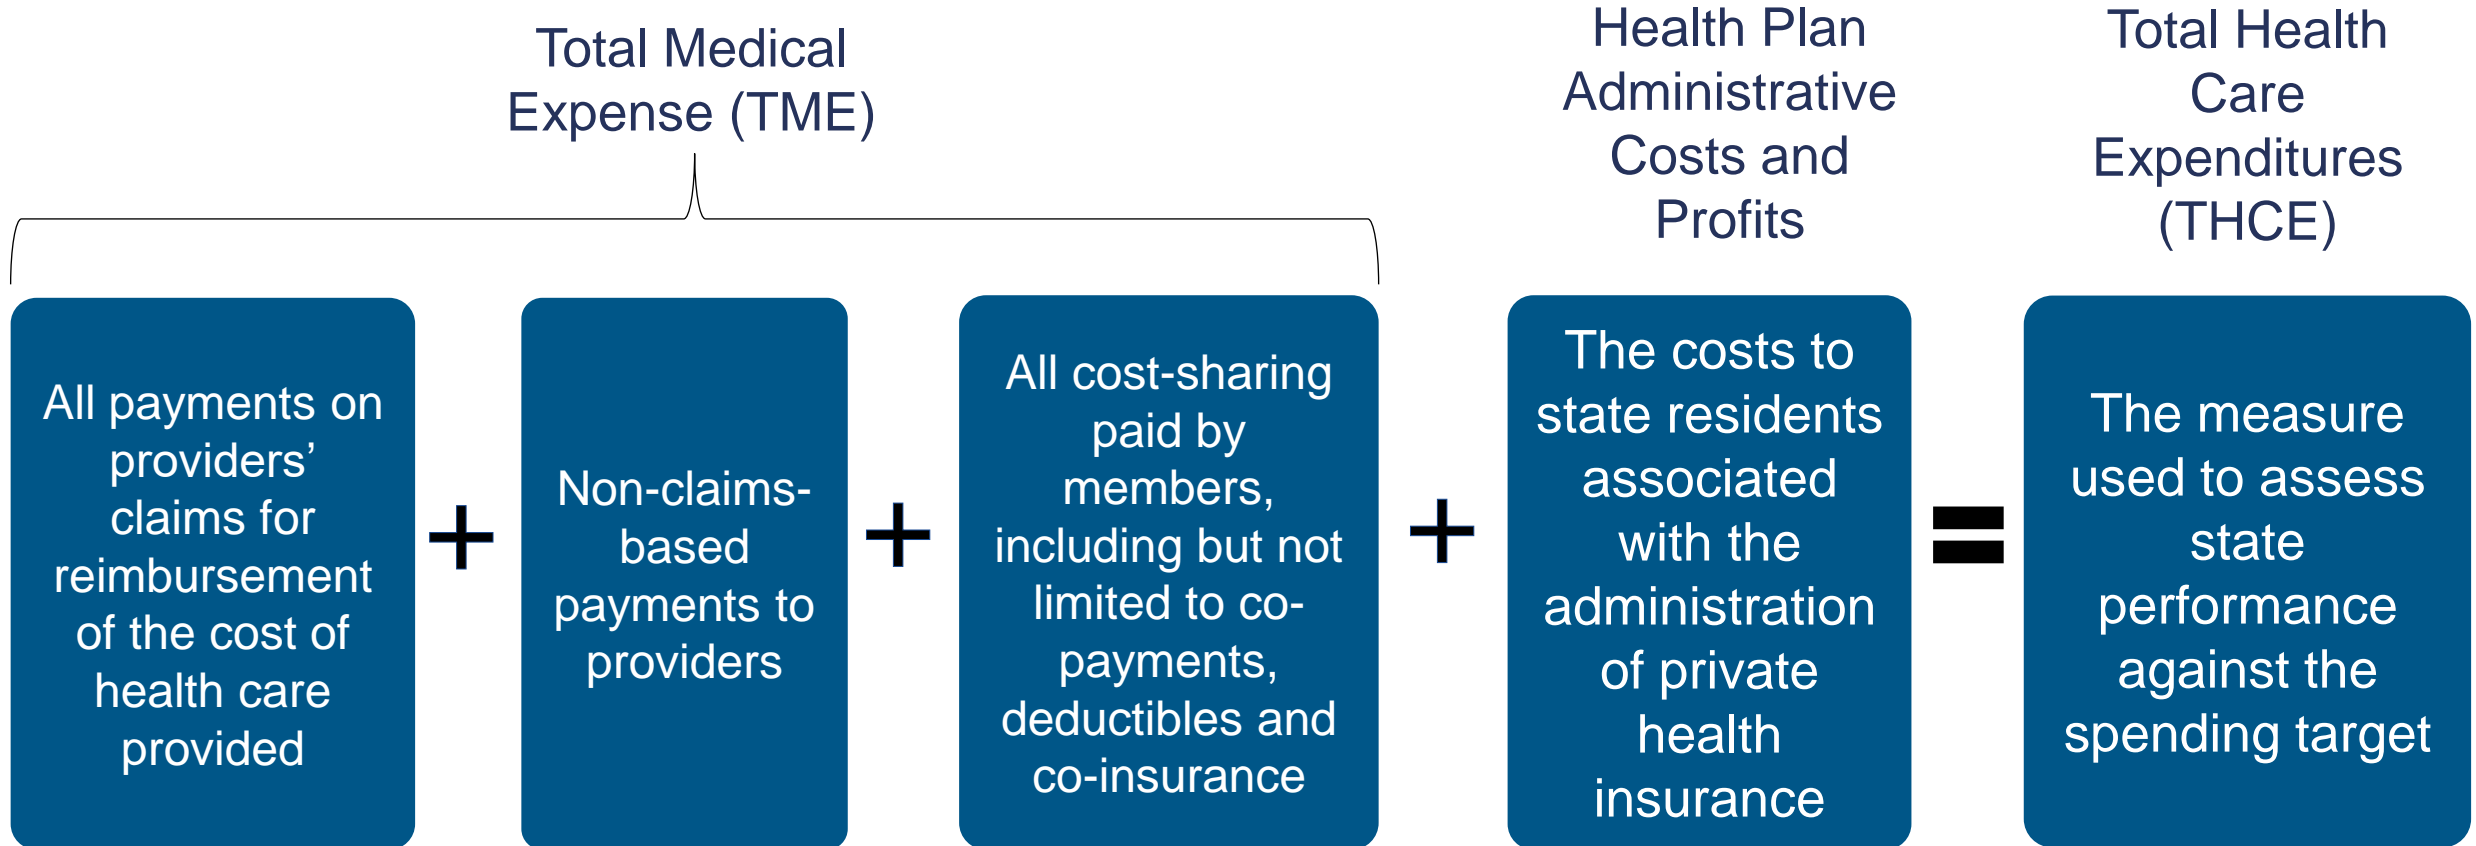 Total Medical
Expense (TME)
Health Plan
Administrative
Costs and
Profits
Total Health
Care
Expenditures
(THCE)
All payments on
providers’
claims for
reimbursement
of the cost of
health care
provided
+
Non-claims-
based
payments to
providers
+
All cost-sharing
paid by
members,
including but not
limited to co-
payments,
deductibles and
co-insurance
+
The costs to
state residents
associated
with the
administration
of private
health
insurance
=
The measure
used to assess
state
performance
against the
spending target